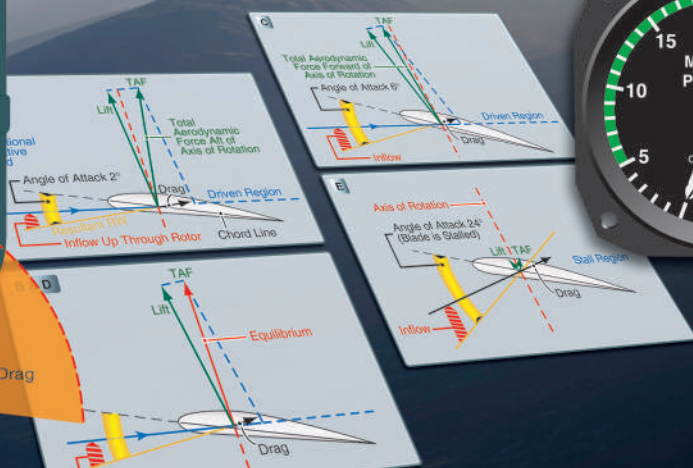 TAF
Lift
Total
Aerodynamic
Force Aft of
Axis of Rotation
Angle of Attack 2°
Drag
Driven Region
Resultant RW
Chord Line
Inflow Up Through Rotor
C
TAF
Lift
Total Aerodynamic
Force Forward of
Axis of Rotation
Angle of Attack 6°
Driven Region
Drag
Inflow
E
Axis of Rotation
Angle of Attack 24°
(Blade is Stalled)
Lift
TAF
Stall Region
Drag
Inflow
B
D
TAF
Lift
Equilibrium
Drag
Drag
15
10
5